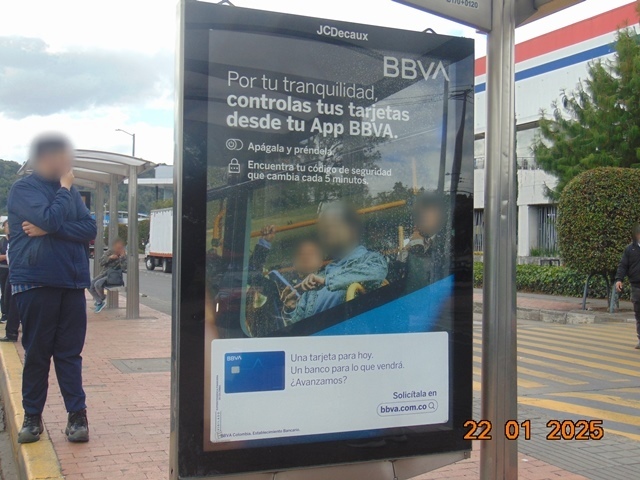 JCDecaux
BBVA
Por tu tranquilidad,
controlas tus tarjetas
desde tu App BBVA.
Apágala y préndela.
Encuentra tu código de seguridad
que cambia cada 5 minutos.
BBVA
Una tarjeta para hoy.
Un banco para lo que vendrá.
¿Avanzamos?
Solicítala en
bbva.com.co
BBVA Colombia. Establecimiento Bancario.
22 01 2025